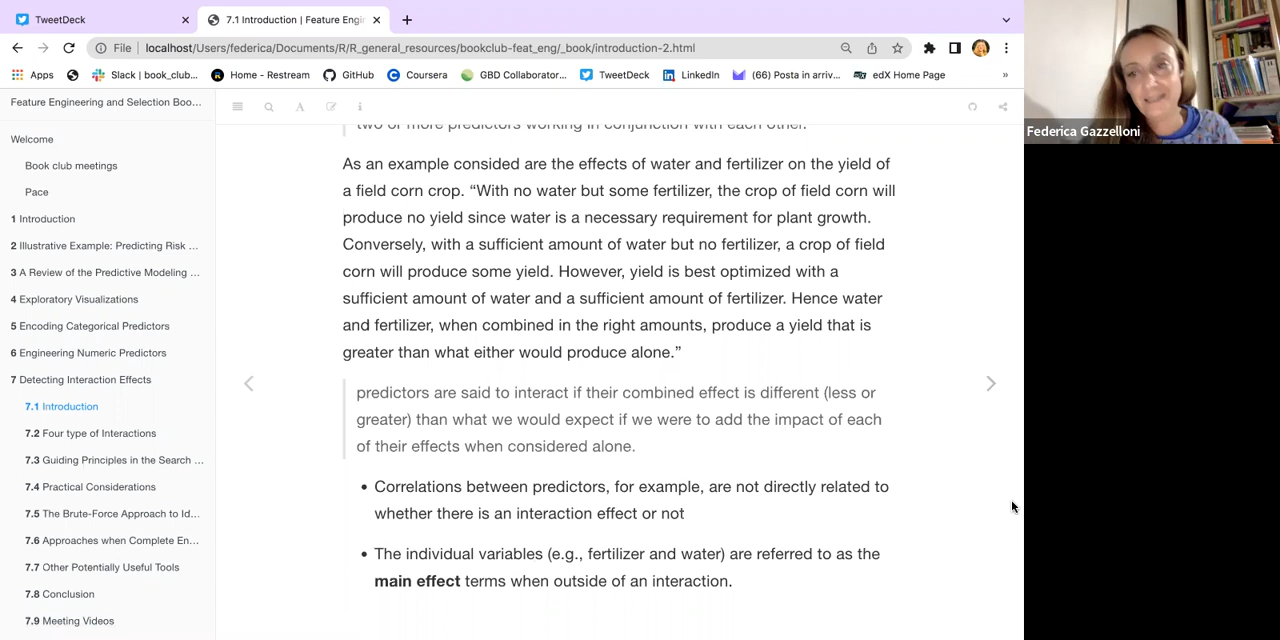 TweetDeck
7.1 Introduction | Feature Engi
File
localhost/Users/federica/Documents/R/R_general_resources/bookclub-feat_eng/_book/introduction-2.html
Apps
Slack | book_club...
Home - Restream
GitHub
Coursera
GBD Collaborator...
TweetDeck
LinkedIn
(66) Posta in arriv...
edX Home Page
»
Federica Gazzelloni
Feature Engineering and Selection Boo...
Welcome
Book club meetings
Pace
1 Introduction
2 Illustrative Example: Predicting Risk ...
3 A Review of the Predictive Modeling ...
4 Exploratory Visualizations
5 Encoding Categorical Predictors
6 Engineering Numeric Predictors
7 Detecting Interaction Effects
7.1 Introduction
7.2 Four type of Interactions
7.3 Guiding Principles in the Search ...
7.4 Practical Considerations
7.5 The Brute-Force Approach to Id...
7.6 Approaches when Complete En...
7.7 Other Potentially Useful Tools
7.8 Conclusion
7.9 Meeting Videos
two or more predictors working in conjunction with each other.
As an example consided are the effects of water and fertilizer on the yield of
a field corn crop. “With no water but some fertilizer, the crop of field corn will
produce no yield since water is a necessary requirement for plant growth.
Conversely, with a sufficient amount of water but no fertilizer, a crop of field
corn will produce some yield. However, yield is best optimized with a
sufficient amount of water and a sufficient amount of fertilizer. Hence water
and fertilizer, when combined in the right amounts, produce a yield that is
greater than what either would produce alone.”
predictors are said to interact if their combined effect is different (less or
greater) than what we would expect if we were to add the impact of each
of their effects when considered alone.
• Correlations between predictors, for example, are not directly related to
whether there is an interaction effect or not
• The individual variables (e.g., fertilizer and water) are referred to as the
main effect terms when outside of an interaction.